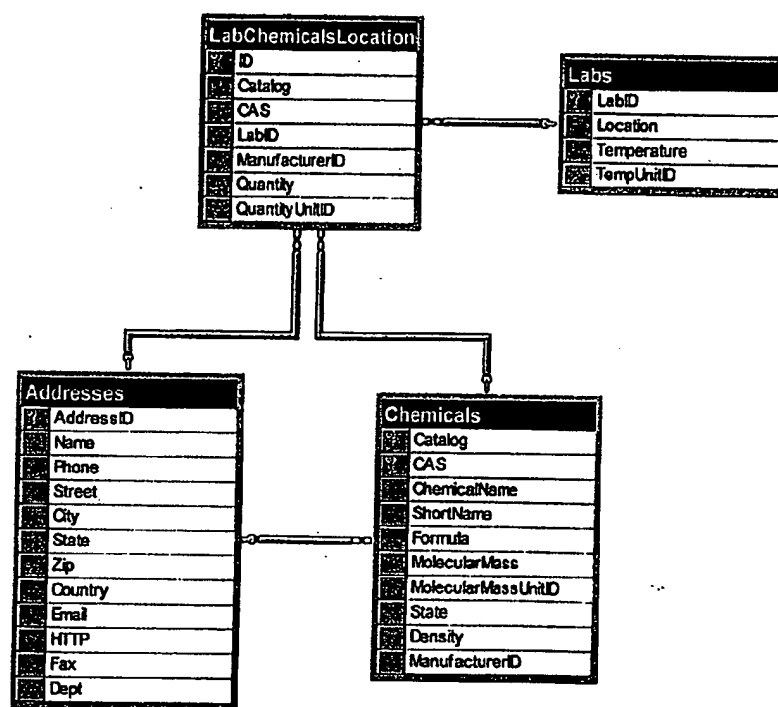 LabChemicalsLocation
ID
Catalog
CAS
LabID
ManufacturerID
Quantity
QuantityUnitID
Labs
LabID
Location
Temperature
TempUnitID
Addresses
AddressID
Name
Phone
Street
City
State
Zip
Country
Email
HTTP
Fax
Dept
Chemicals
Catalog
CAS
ChemicalName
ShortName
Formula
MolecularMass
MolecularMassUnitID
State
Density
ManufacturerID